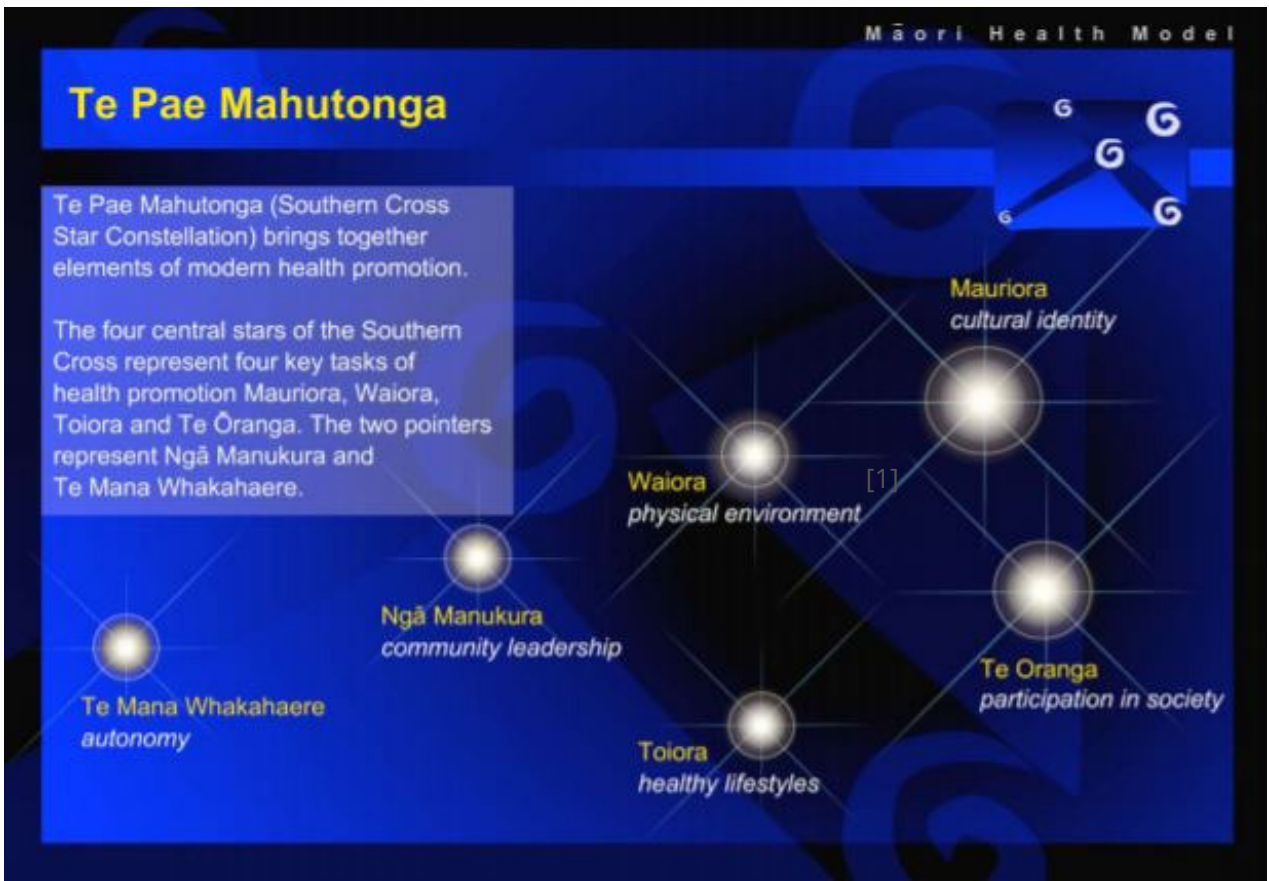 Māori Health Model
Te Pae Mahutonga
Te Pae Mahutonga (Southern Cross
Star Constellation) brings together
elements of modern health promotion.
The four central stars of the Southern
Cross represent four key tasks of
health promotion Mauriora, Waiora,
Toiora and Te Ōranga. The two pointers
represent Ngā Manukura and
Te Mana Whakahaere.
Mauriora
cultural identity
Waiora
[1]
physical environment
Ngā Manukura
community leadership
Te Oranga
participation in society
Te Mana Whakahaere
autonomy
Toiora
healthy lifestyles